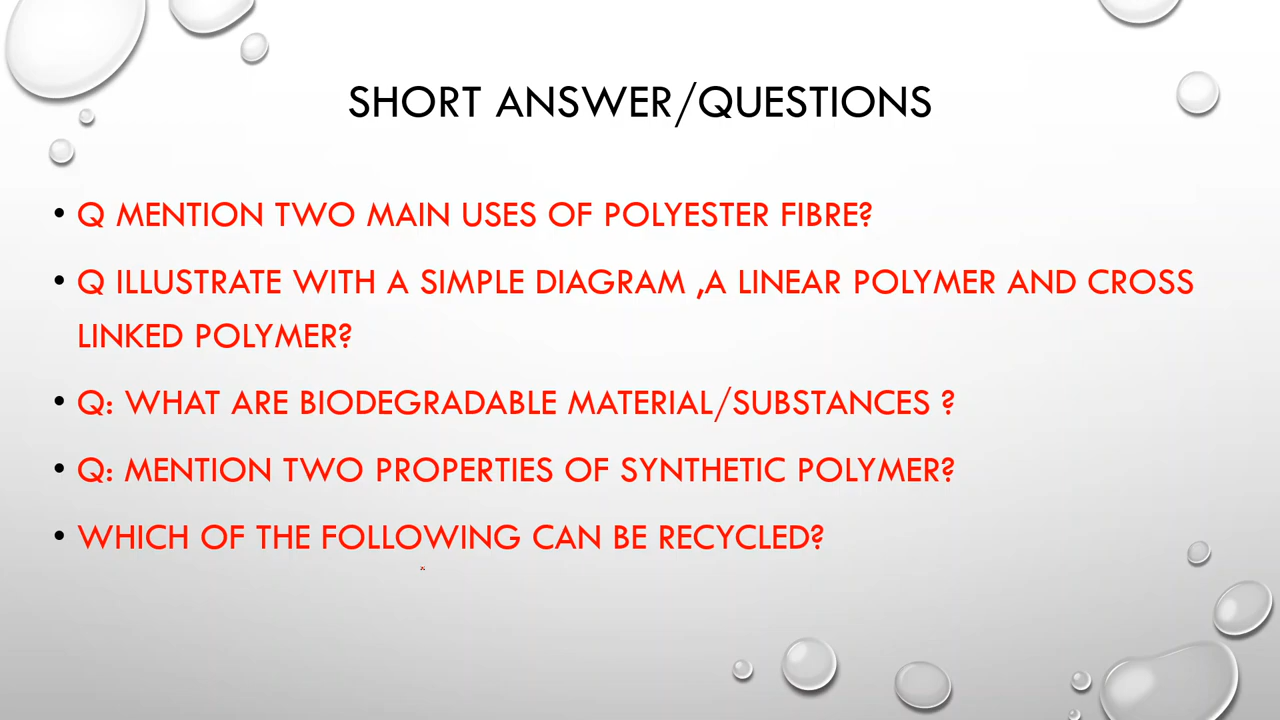 SHORT ANSWER/QUESTIONS
• Q MENTION TWO MAIN USES OF POLYESTER FIBRE?
• Q ILLUSTRATE WITH A SIMPLE DIAGRAM ,A LINEAR POLYMER AND CROSS
LINKED POLYMER?
• Q: WHAT ARE BIODEGRADABLE MATERIAL/SUBSTANCES ?
• Q: MENTION TWO PROPERTIES OF SYNTHETIC POLYMER?
• WHICH OF THE FOLLOWING CAN BE RECYCLED?